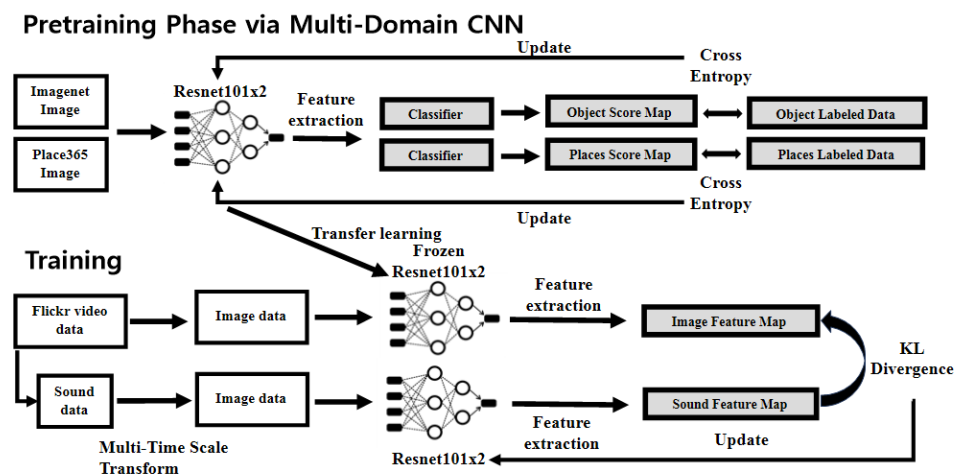 Pretraining Phase via Multi-Domain CNN
Update
Cross
Entropy
Imagenet
Image
Place365
Image
Resnet101x2
Feature
extraction
Classifier
Object Score Map
Object Labeled Data
Classifier
Places Score Map
Places Labeled Data
Cross
Entropy
Update
Transfer learning
Training
Frozen
Resnet101x2
Flickr video
data
Image data
Feature
extraction
Image Feature Map
KL
Divergence
Sound
data
Image data
Sound Feature Map
Feature
extraction
Update
Multi-Time Scale
Transform
Resnet101x2